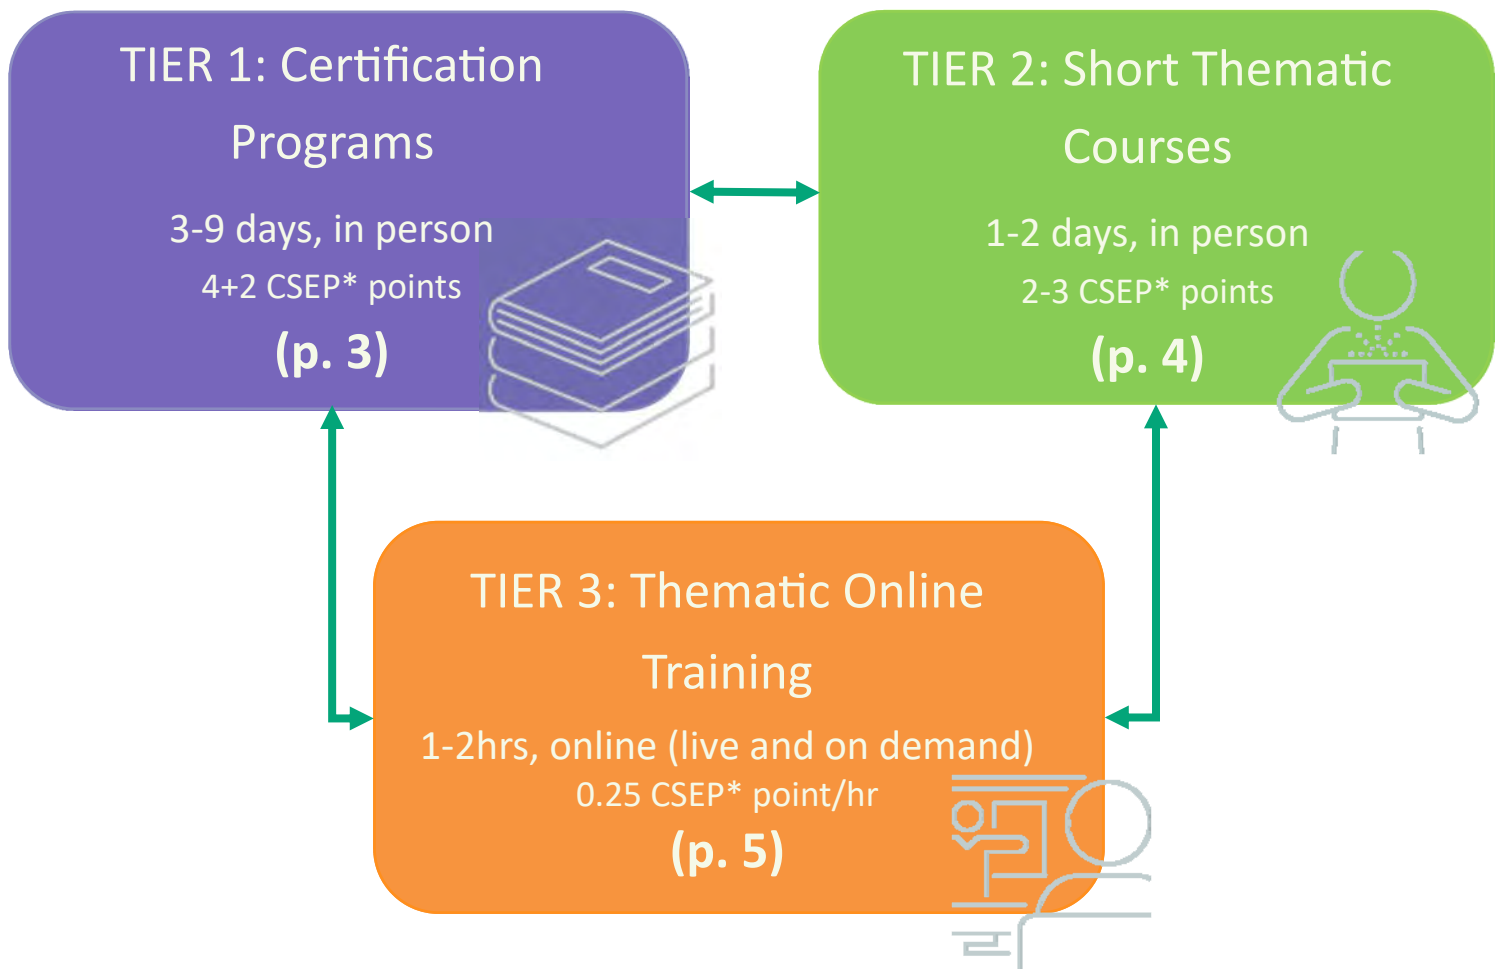 TIER 1: Certification
Programs
3-9 days, in person
4+2 CSEP* points
(p. 3)
TIER 2: Short Thematic
Courses
1-2 days, in person
2-3 CSEP* points
(p. 4)
TIER 3: Thematic Online
Training
1-2hrs, online (live and on demand)
0.25 CSEP* point/hr
(p. 5)